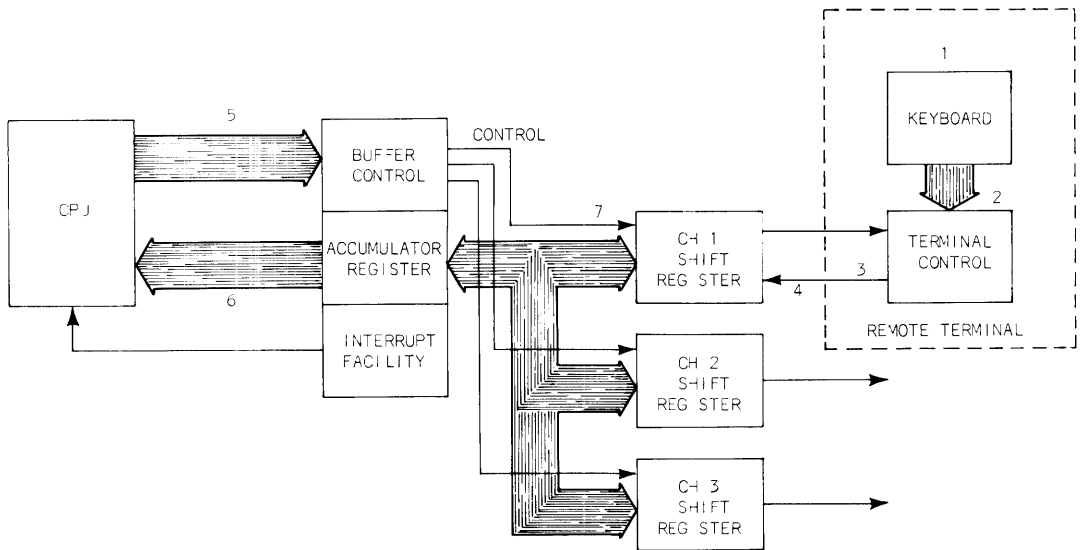 1
KEYBOARD
2
TERMINAL
CONTROL
3
REMOTE TERMINAL
5
CPU
BUFFER
CONTROL
CONTROL
7
ACCUMULATOR
REGISTER
6
INTERRUPT
FACILITY
CH 1
SHIFT
REG STER
4
CH 2
SHIFT
REG STER
CH 3
SHIFT
REG STER